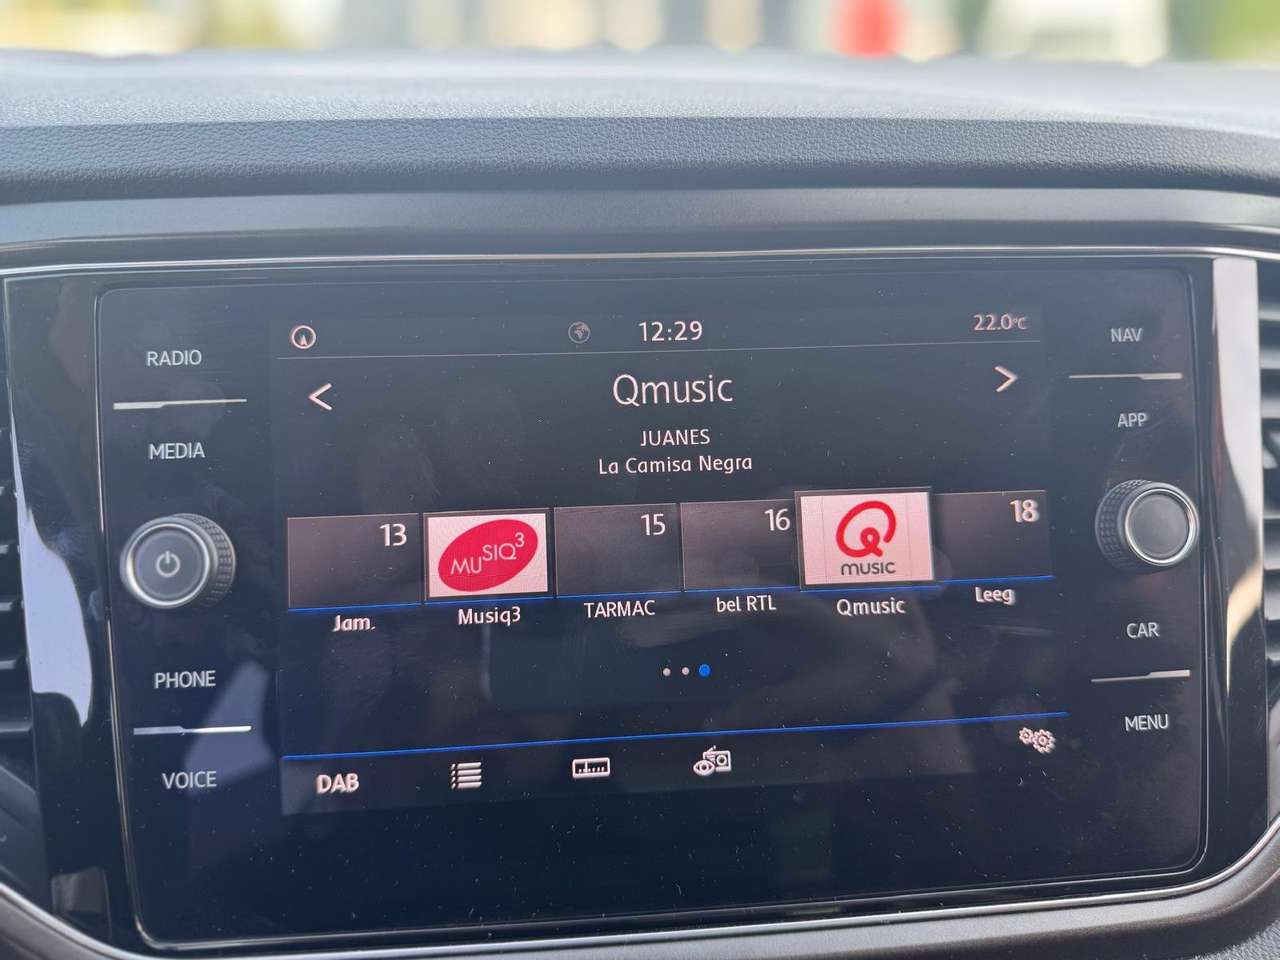 RADIO
MEDIA
PHONE
VOICE
12:29
22.0°C
<
Qmusic
>
JUANES
La Camisa Negra
13
MUSIQ3
15
16
Q
MUSIC
18
Jam.
Musiq3
TARMAC
bel RTL
Qmusic
Leeg
DAB
NAV
APP
CAR
MENU